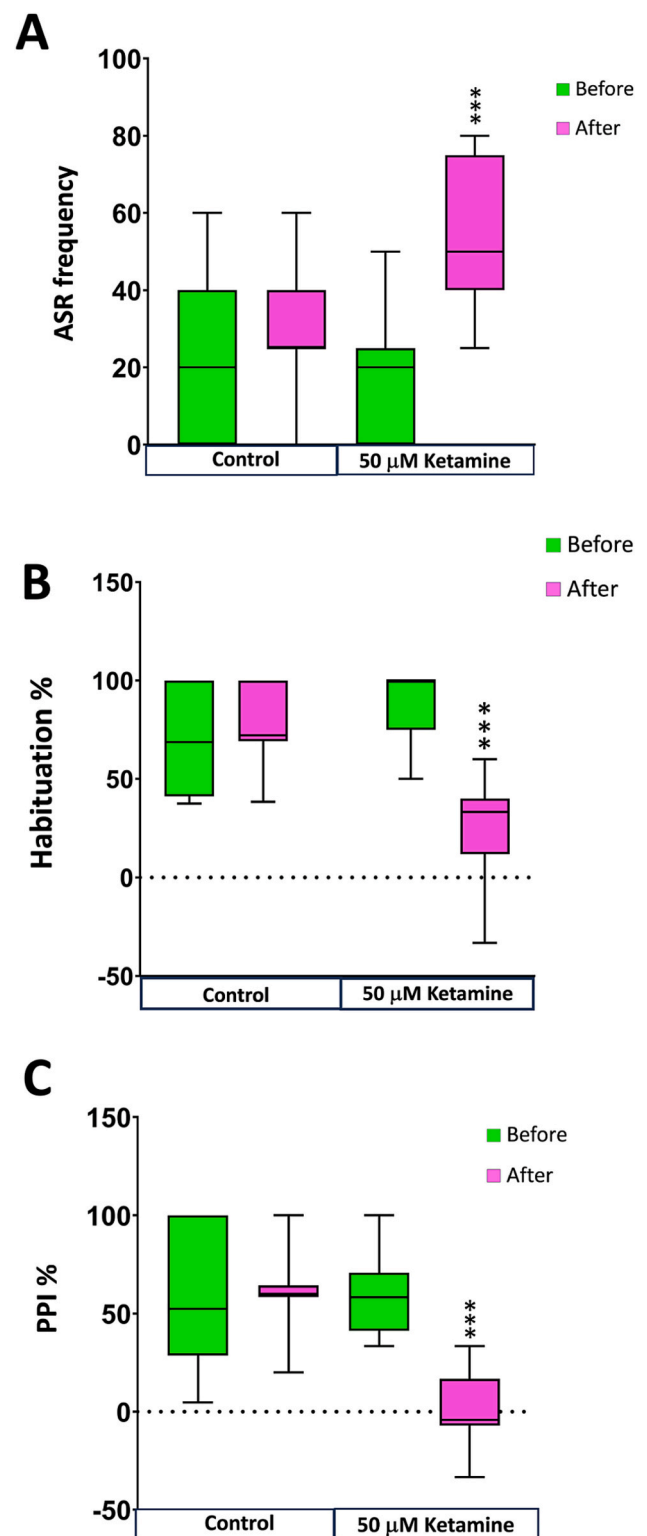 A
100
80
60
40
20
0
ASR frequency
***
Before
After
Control
50 μM Ketamine
B
150
100
50
0
-50
Habituation %
***
Before
After
Control
50 μM Ketamine
C
150
100
50
0
-50
PPI %
***
Before
After
Control
50 μM Ketamine